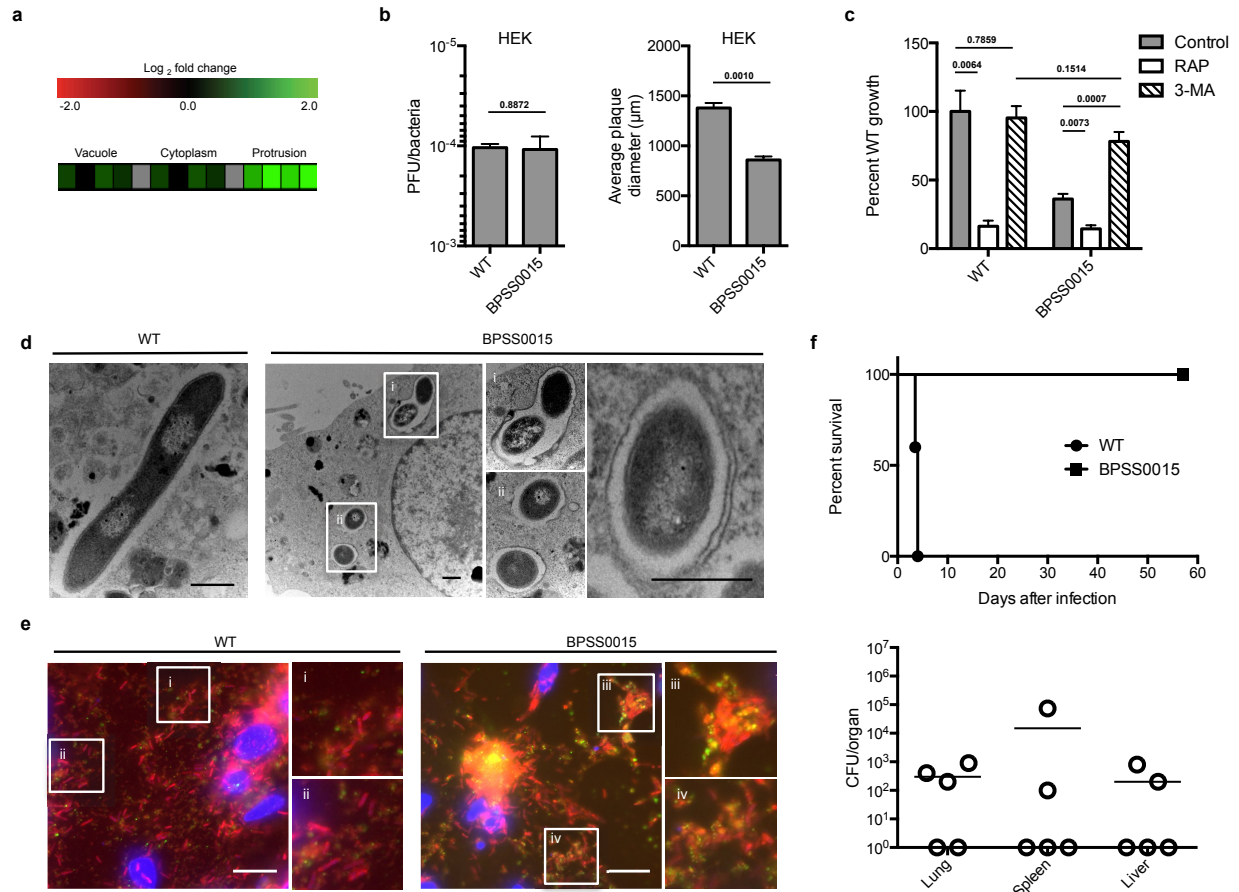 a
Log 2 fold change
-2.0 0.0 2.0
Vacuole Cytoplasm Protrusion
b
HEK
10-5
10-4
10-3
PFU/bacteria
0.8872
WT
BPSS0015
HEK
2000
1500
1000
500
0
Average plaque
diameter (µm)
0.0010
WT
BPSS0015
c
150
100
50
0
Percent WT growth
0.7859
0.0064
0.1514
0.0007
0.0073
WT
BPSS0015
Control
RAP
3-MA
d
WT
BPSS0015
i
ii
i
ii
e
WT
BPSS0015
i
ii
i
ii
iii
iv
iii
iv
f
100
50
0
Percent survival
WT
BPSS0015
0 10 20 30 40 50 60
Days after infection
107
106
105
104
103
102
101
100
CFU/organ
Lung
Spleen
Liver